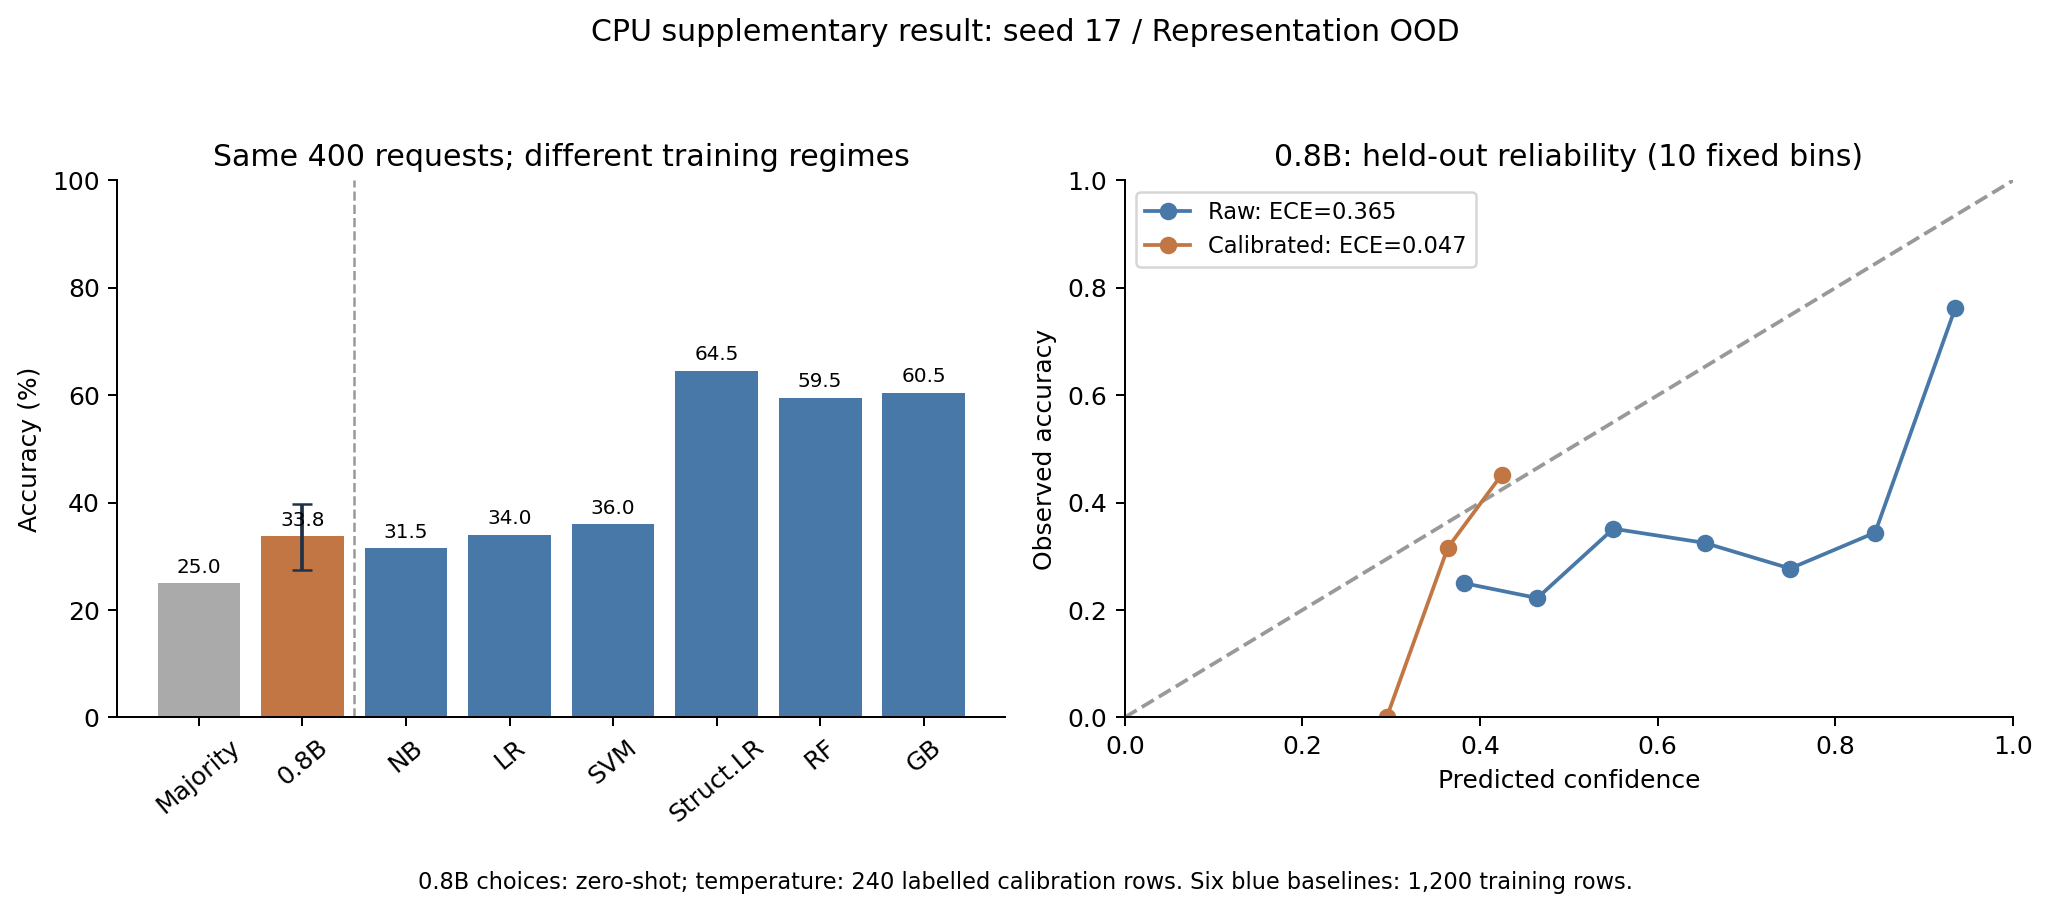 CPU supplementary result: seed 17 / Representation OOD
Same 400 requests; different training regimes
100
80
60
40
20
0
Accuracy (%)
25.0
33.8
31.5
34.0
36.0
64.5
59.5
60.5
Majority
0.8B
NB
LR
SVM
Struct.LR
RF
GB
0.8B: held-out reliability (10 fixed bins)
Raw: ECE=0.365
Calibrated: ECE=0.047
1.0
0.8
0.6
0.4
0.2
0.0
Observed accuracy
0.0
0.2
0.4
0.6
0.8
1.0
Predicted confidence
0.8B choices: zero-shot; temperature: 240 labelled calibration rows. Six blue baselines: 1,200 training rows.